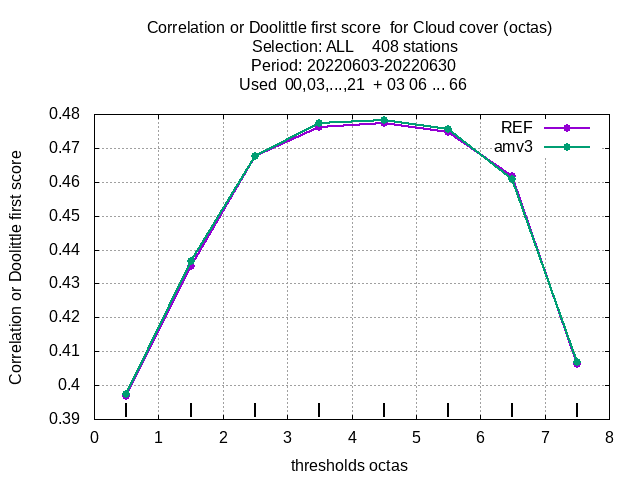 Correlation or Doolittle first score  for Cloud cover (octas)
Selection: ALL    408 stations
Period: 20220603-20220630
Used  00,03,...,21  + 03 06 ... 66
REF
amv3
Correlation or Doolittle first score
0.48
0.47
0.46
0.45
0.44
0.43
0.42
0.41
0.4
0.39
0 1 2 3 4 5 6 7 8
thresholds octas